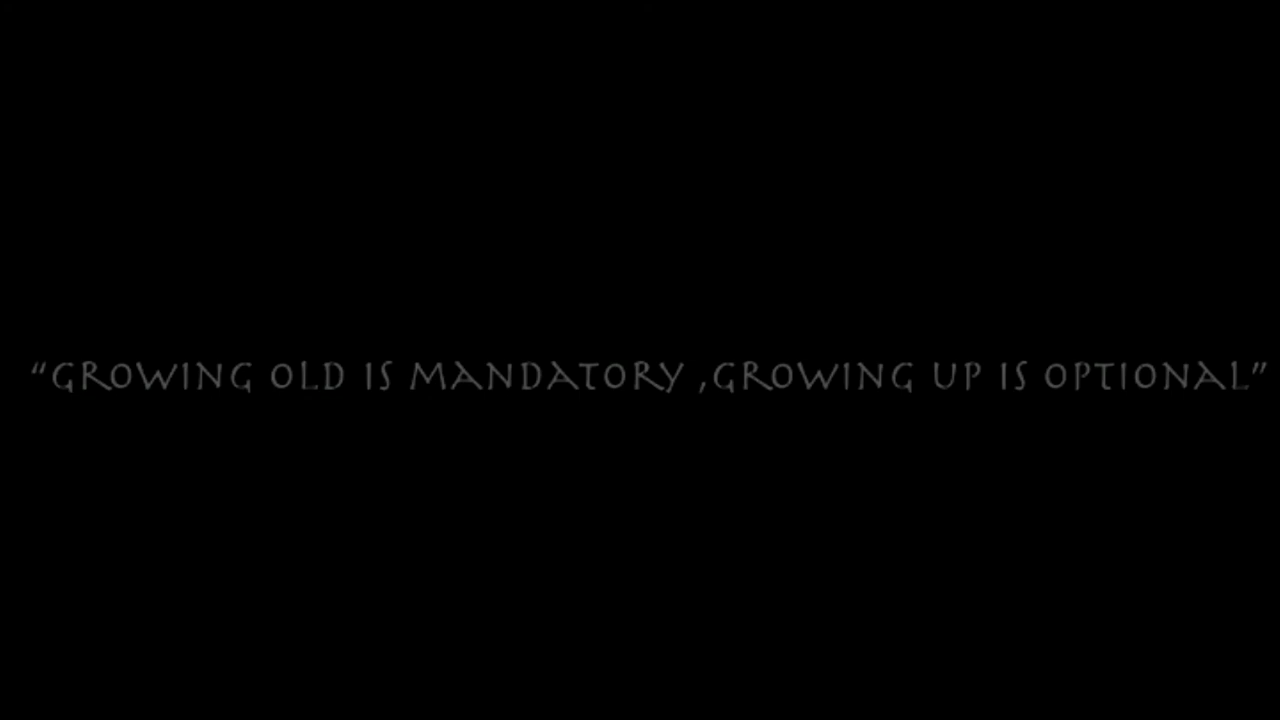 “GROWING OLD IS MANDATORY ,GROWING UP IS OPTIONAL”